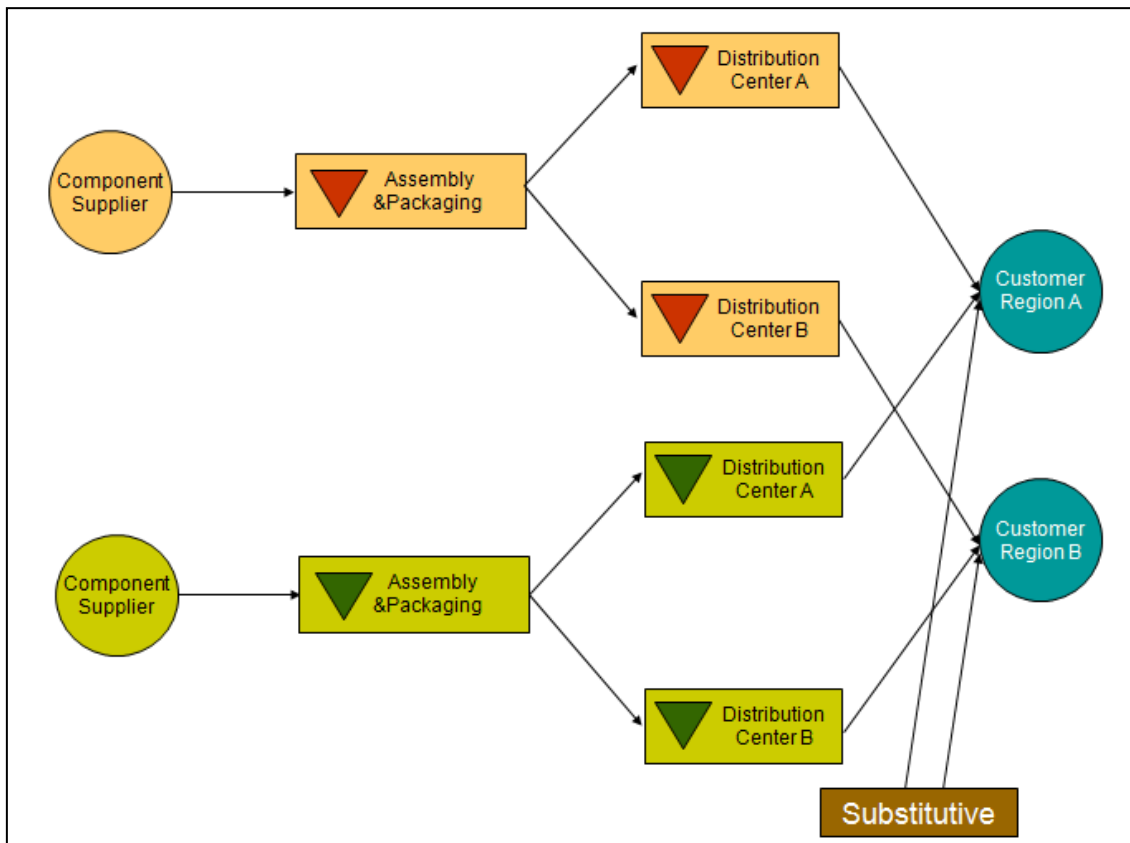 Distribution
Center A
Component
Supplier
Assembly
&Packaging
Distribution
Center B
Customer
Region A
Distribution
Center A
Customer
Region B
Component
Supplier
Assembly
&Packaging
Distribution
Center B
Substitutive